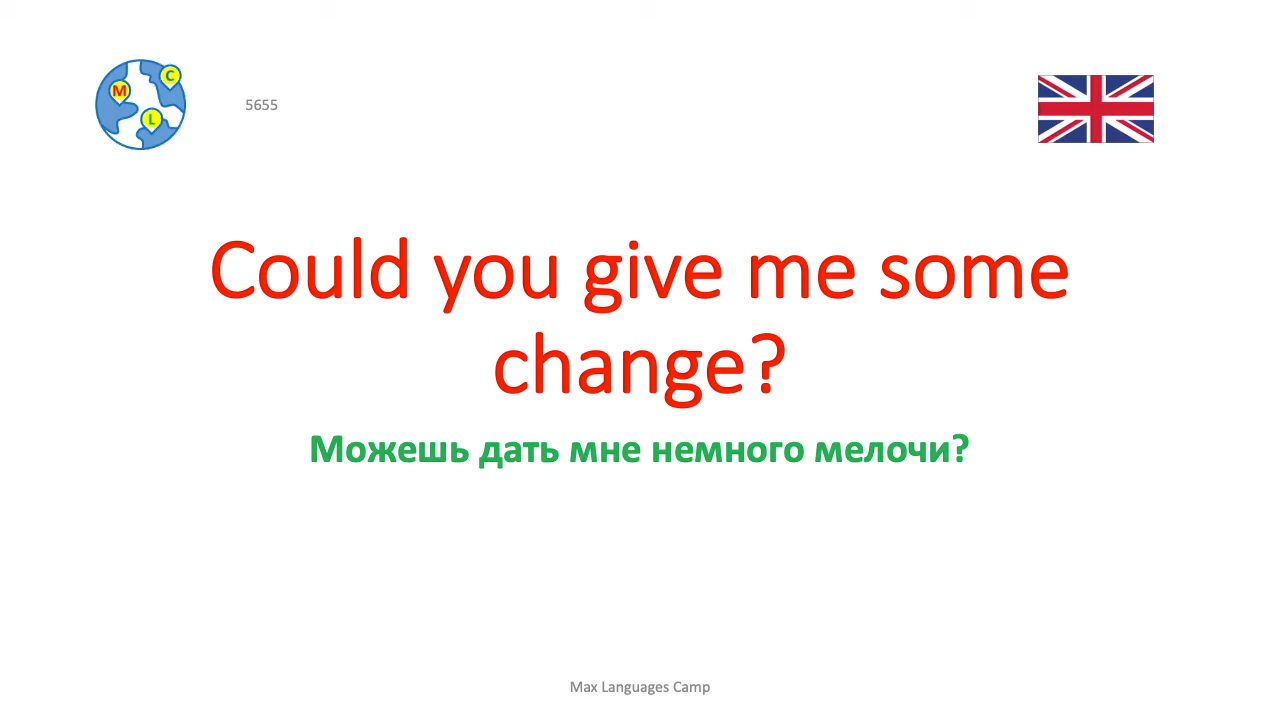 M
C
L
5655
Could you give me some
change?
Можешь дать мне немного мелочи?
Max Languages Camp